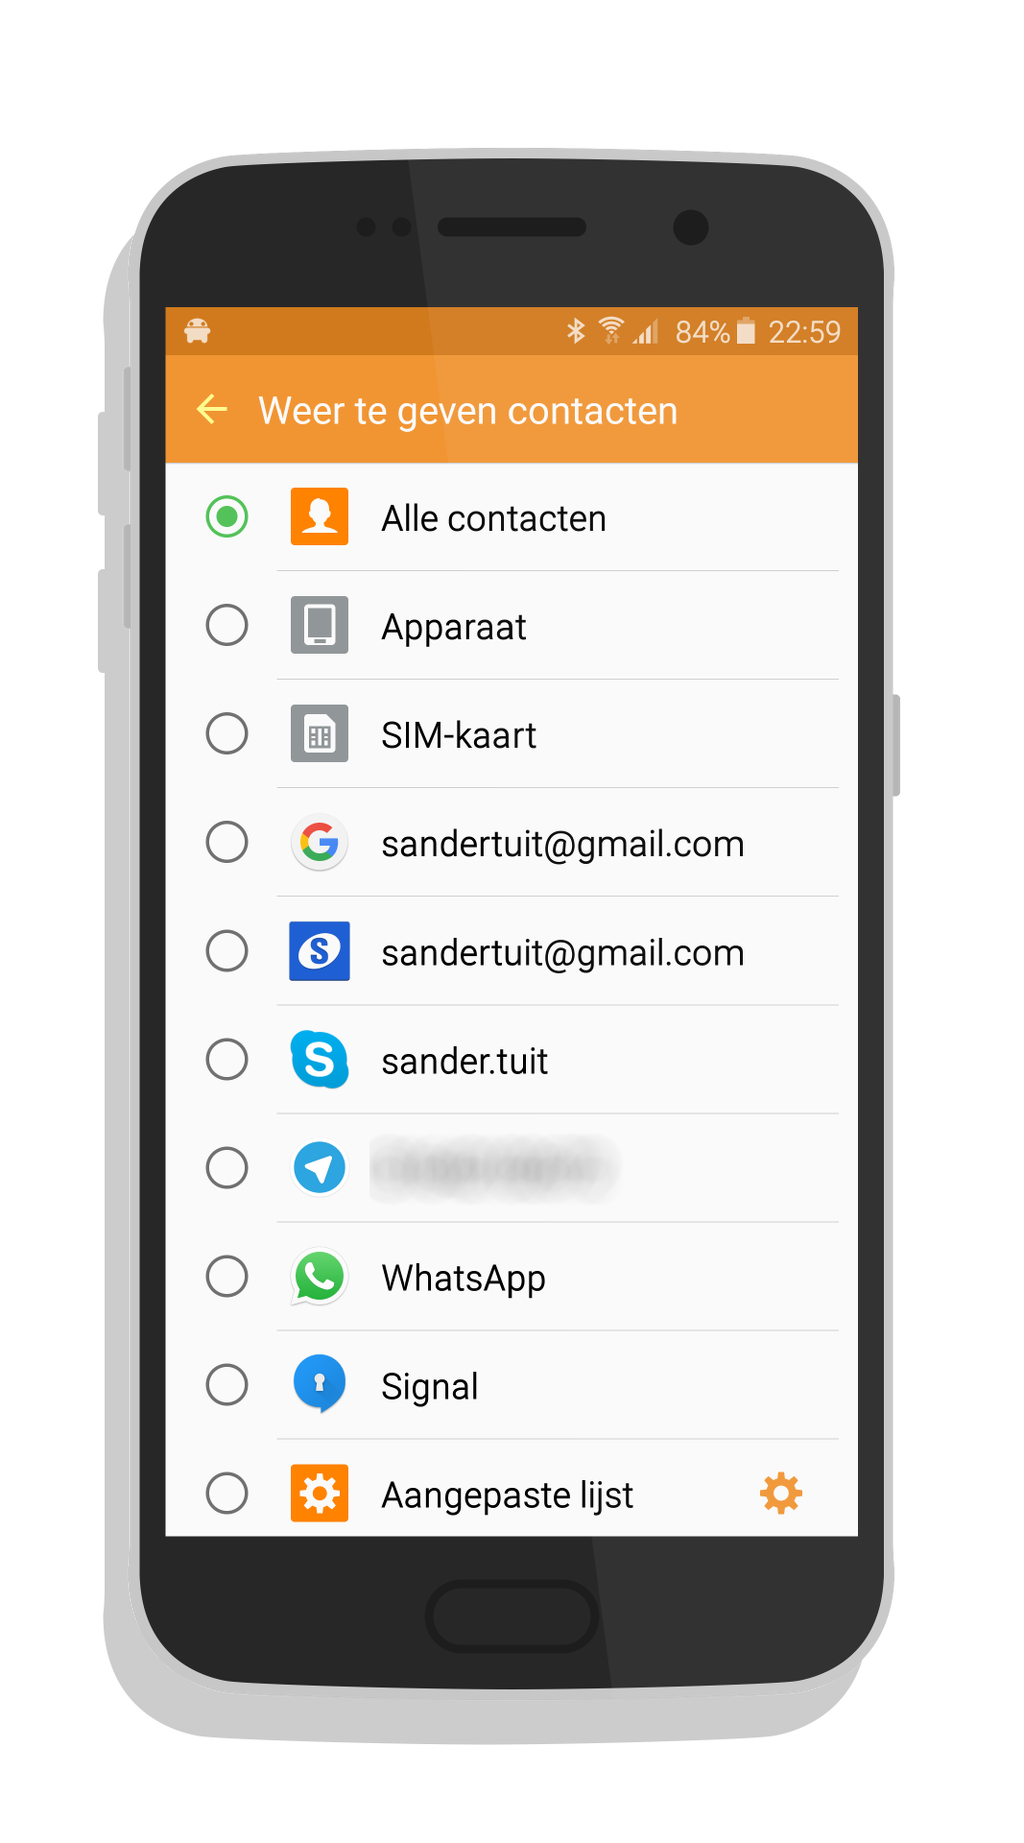 84% 22:59
Weer te geven contacten
Alle contacten
Apparaat
SIM-kaart
sandertuit@gmail.com
sandertuit@gmail.com
sander.tuit
WhatsApp
Signal
Aangepaste lijst